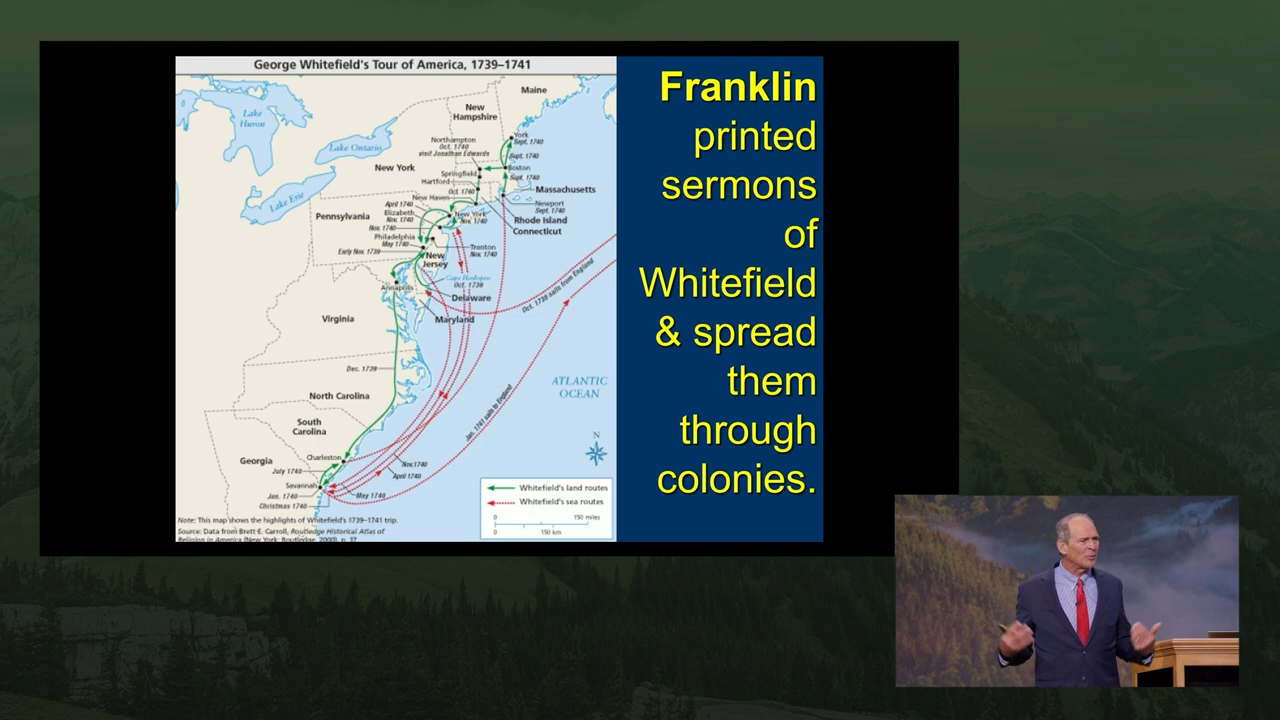 George Whitefield's Tour of America, 1739–1741
Maine
New
Hampshire
Lake
Huron
York
Sept. 1740
Northampton
Oct. 1740
visit Jonathan Edwards
Lake Ontario
Sept. 1740
New York
Boston
Springfield
Sept. 1740
Hartford
Massachusetts
Oct. 1740
Lake Erie
New Haven
April 1740
Newport
Sept. 1740
Elizabeth
Nov. 1740
New York
Nov. 1740
Pennsylvania
Rhode Island
Connecticut
Nov. 1740
Philadelphia
May 1740
Trenton
Nov. 1740
Early Nov. 1739
New
Jersey
Cape Henlopen
Oct. 1739
Annapolis
Delaware
Oct. 1739 sails from England
Virginia
Maryland
Dec. 1739
ATLANTIC
OCEAN
North Carolina
Jan. 1741 sails to England
South
Carolina
N
Georgia
Charleston
July 1740
Nov. 1740
April 1740
Savannah
Jan. 1740
May 1740
Christmas 1740
Whitefield's land routes
Whitefield's sea routes
0 150 miles
0 150 km
Note: This map shows the highlights of Whitefield's 1739–1741 trip.
Source: Data from Brett E. Carroll, Routledge Historical Atlas of
Religion in America (New York: Routledge, 2000), p. 37
Franklin
printed
sermons
of
Whitefield
& spread
them
through
colonies.